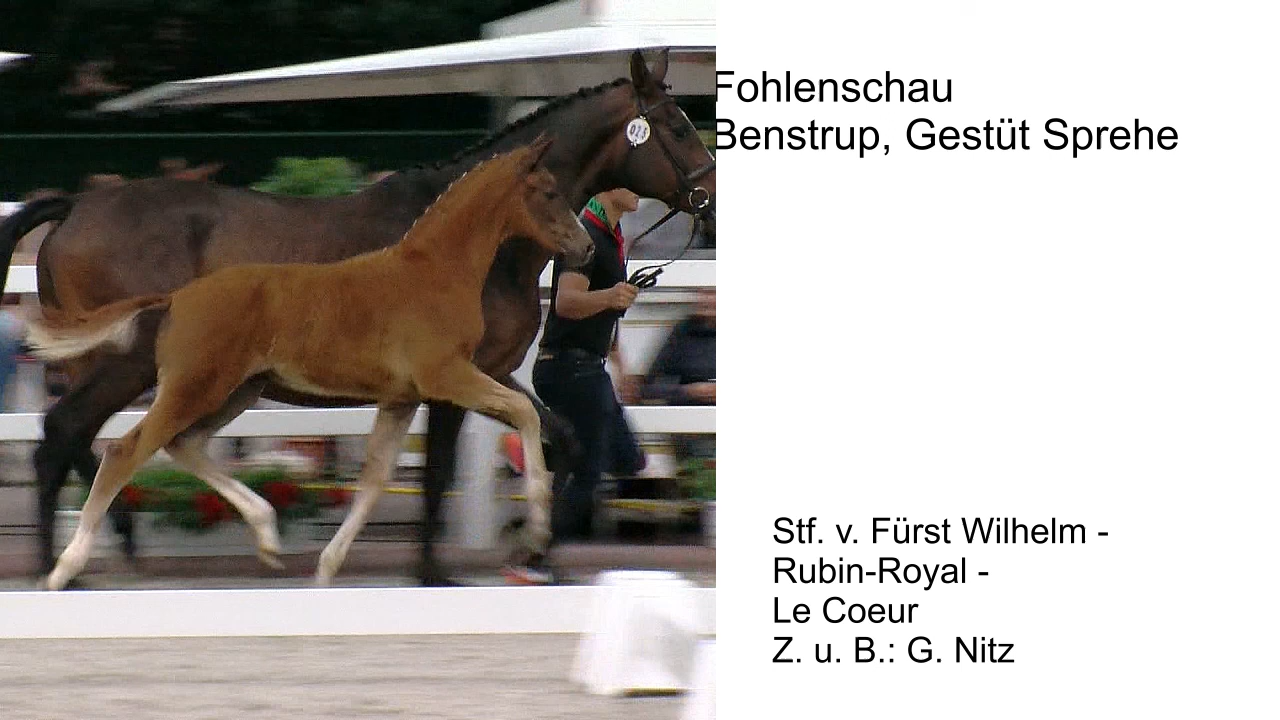 Fohlenschau
Benstrup, Gestüt Sprehe
Stf. v. Fürst Wilhelm -
Rubin-Royal -
Le Coeur
Z. u. B.: G. Nitz